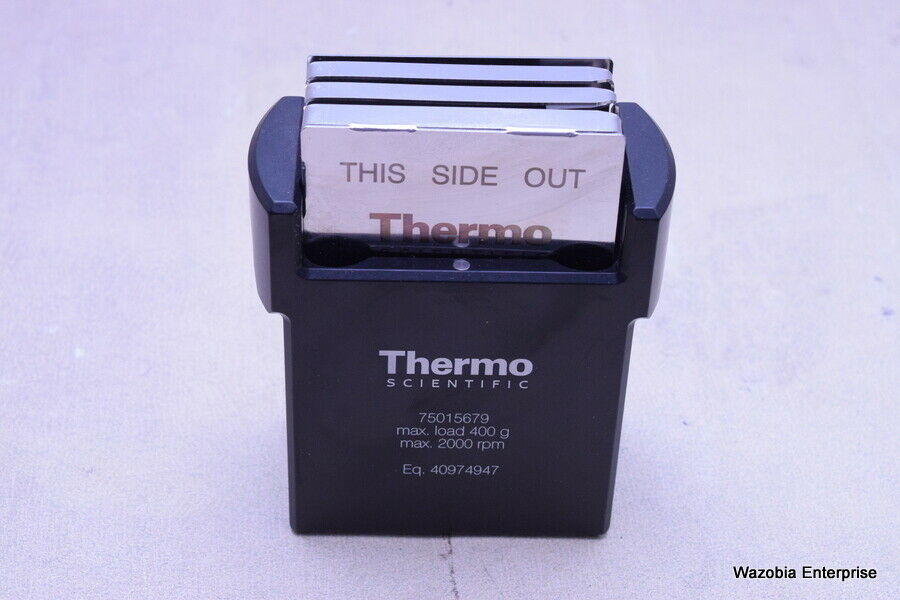 THIS SIDE OUT
Thermo
Thermo
SCIENTIFIC
75015679
max. load 400 g
max. 2000 rpm
Eq. 40974947
Wazobia Enterprise